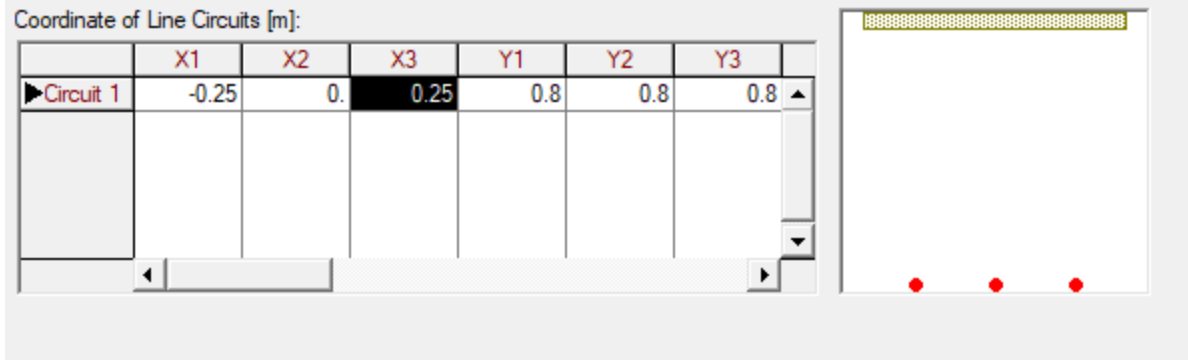 Coordinate of Line Circuits [m]:
X1 X2 X3 Y1 Y2 Y3
Circuit 1 -0.25 0. 0.25 0.8 0.8 0.8